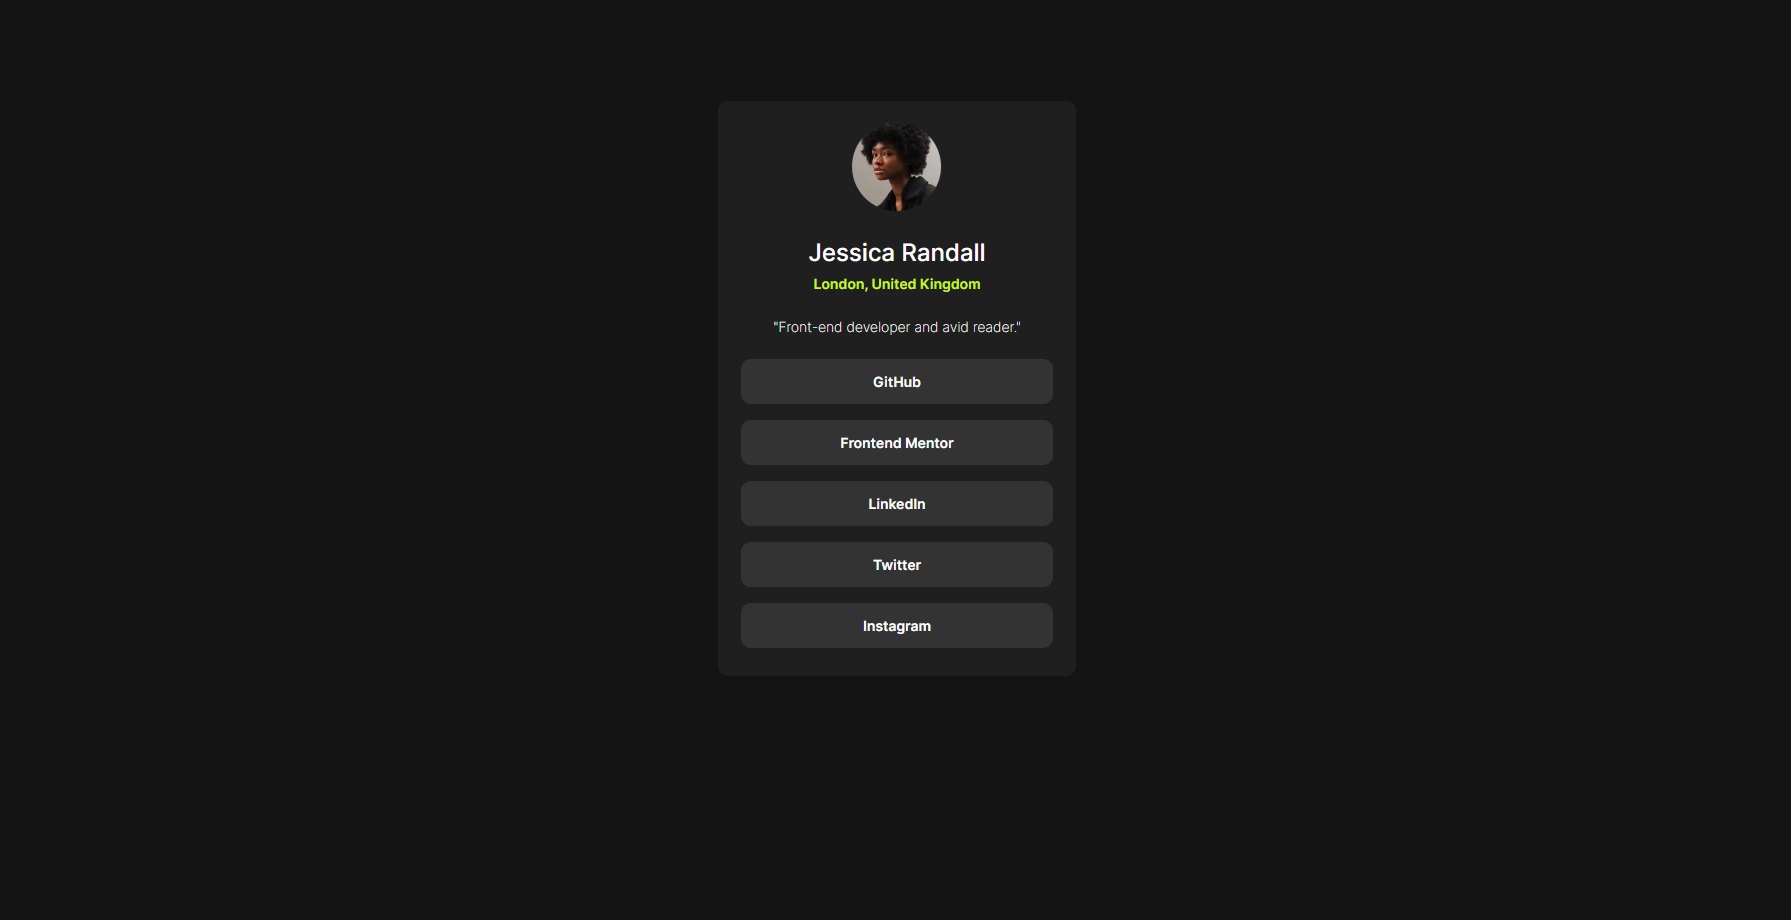 Jessica Randall
London, United Kingdom
"Front-end developer and avid reader."
GitHub
Frontend Mentor
LinkedIn
Twitter
Instagram